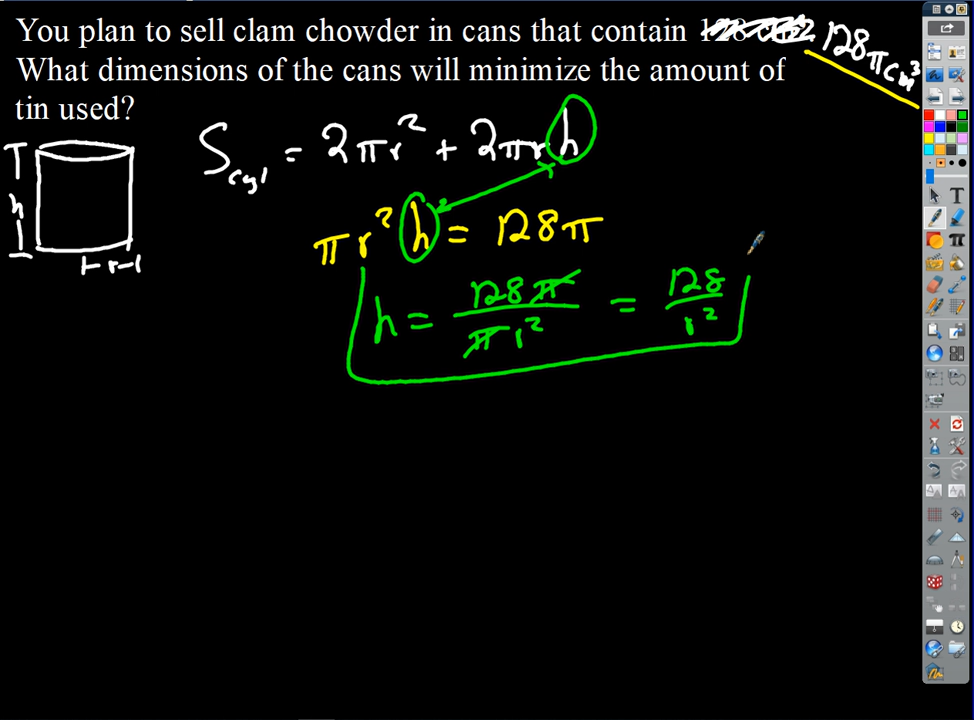 You plan to sell clam chowder in cans that contain 128πcm³
What dimensions of the cans will minimize the amount of
tin used?
S_cyl = 2πr² + 2πrh
h
r
πr²h = 128π
h = 128π/πr² = 128/r²